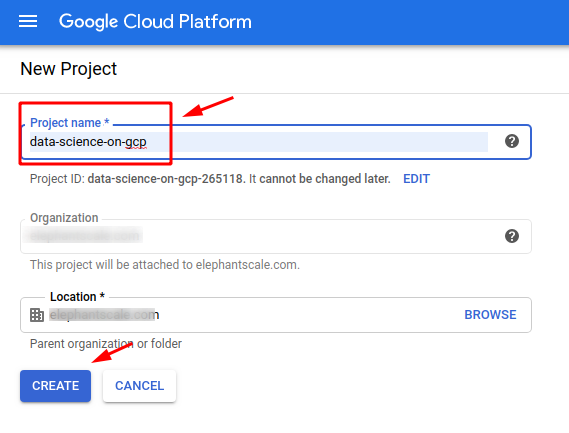 Google Cloud Platform
New Project
Project name *
data-science-on-gcp
Project ID: data-science-on-gcp-265118. It cannot be changed later. EDIT
Organization
This project will be attached to elephantscale.com.
Location *
elephantscale.com BROWSE
Parent organization or folder
CREATE CANCEL